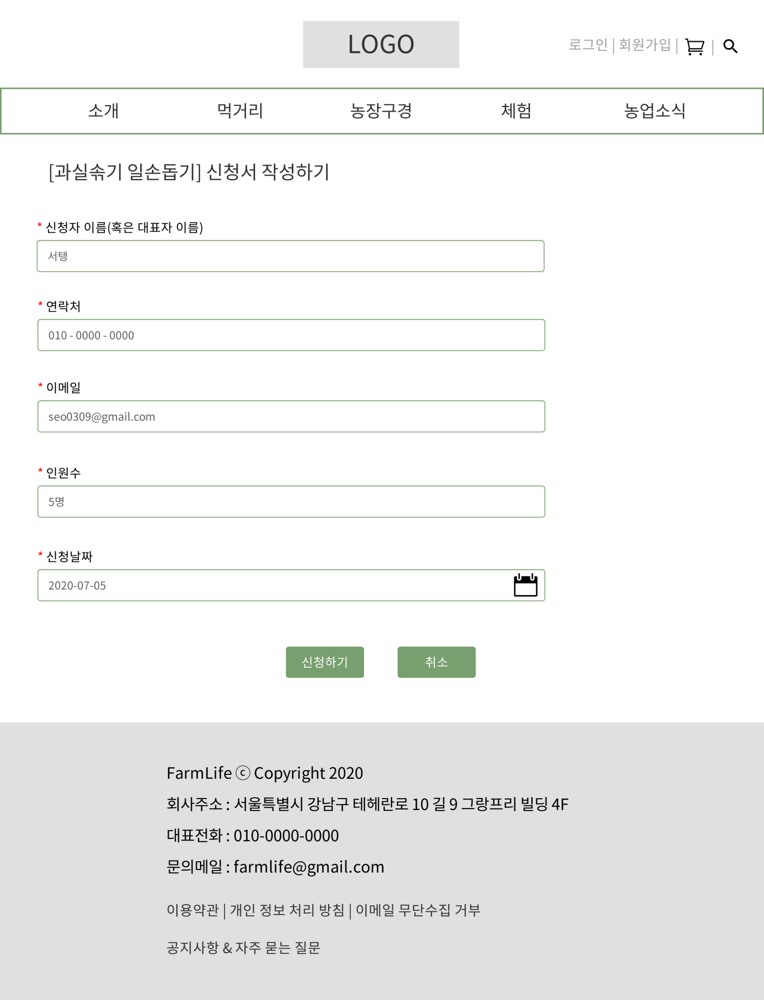 LOGO
로그인 | 회원가입 | |
소개 먹거리 농장구경 체험 농업소식
[과실솎기 일손돕기] 신청서 작성하기
* 신청자 이름(혹은 대표자 이름)
서탱
* 연락처
010 - 0000 - 0000
* 이메일
seo0309@gmail.com
* 인원수
5명
* 신청날짜
2020-07-05
신청하기 취소
FarmLife ⓒ Copyright 2020
회사주소 : 서울특별시 강남구 테헤란로 10 길 9 그랑프리 빌딩 4F
대표전화 : 010-0000-0000
문의메일 : farmlife@gmail.com
이용약관 | 개인 정보 처리 방침 | 이메일 무단수집 거부
공지사항 & 자주 묻는 질문